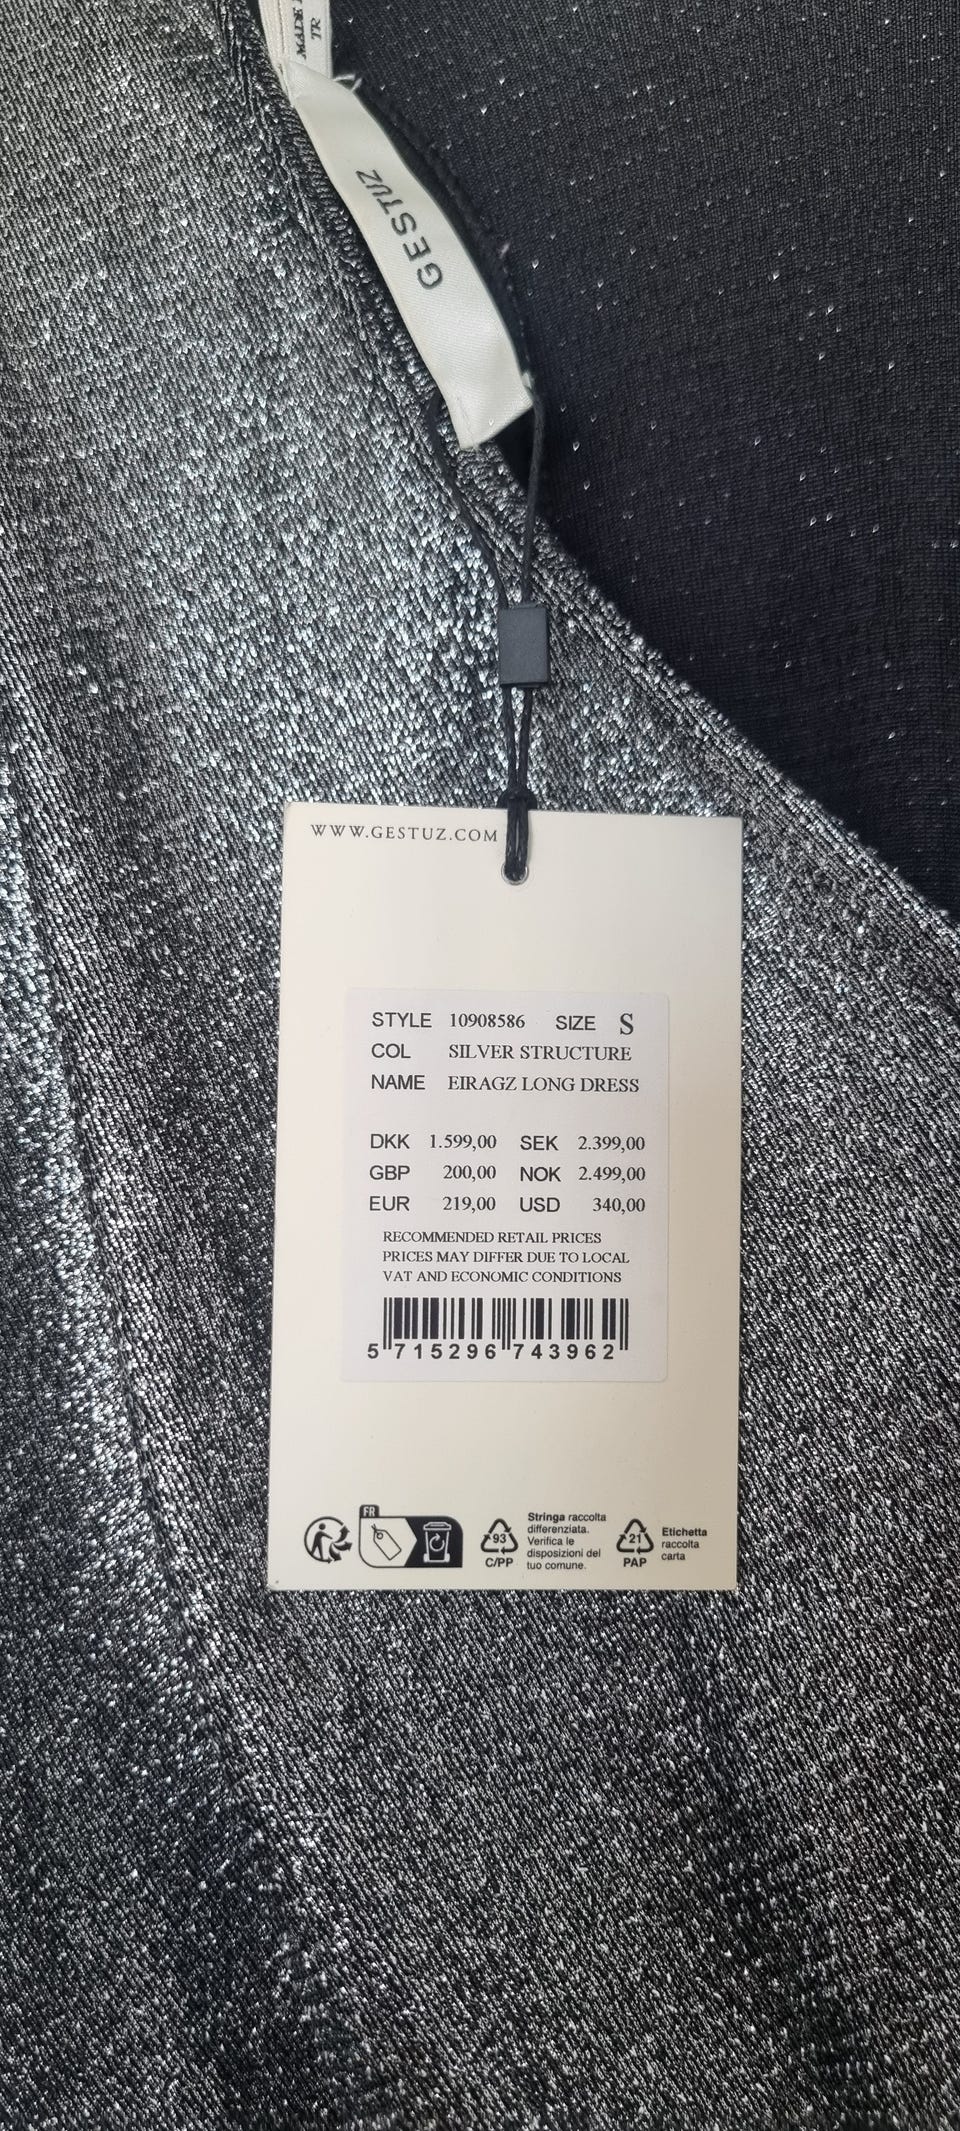 MADE
TR
GESTUZ
WWW.GESTUZ.COM
STYLE 10908586 SIZE S
COL SILVER STRUCTURE
NAME EIRAGZ LONG DRESS
DKK 1.599,00 SEK 2.399,00
GBP 200,00 NOK 2.499,00
EUR 219,00 USD 340,00
RECOMMENDED RETAIL PRICES
PRICES MAY DIFFER DUE TO LOCAL
VAT AND ECONOMIC CONDITIONS
5 715296 743962
FR
93
C/PP
Stringa raccolta
differenziata.
Verifica le
disposizioni del
tuo comune.
21
PAP
Etichetta
raccolta
carta